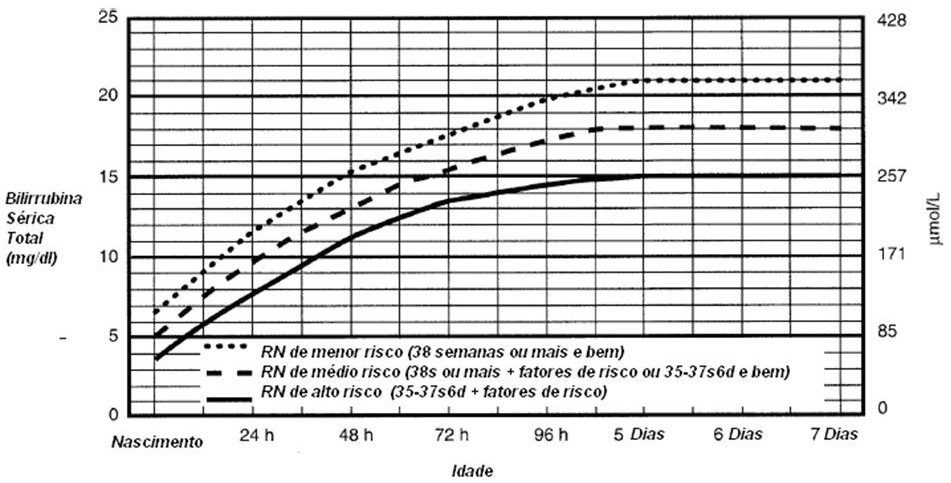 25
20
15
10
5
0
Bilirrubina
Sérica
Total
(mg/dl)
428
342
257
171
85
0
µmol/L
RN de menor risco (38 semanas ou mais e bem)
RN de médio risco (38s ou mais + fatores de risco ou 35-37s6d e bem)
RN de alto risco (35-37s6d + fatores de risco)
Nascimento 24 h 48 h 72 h 96 h 5 Dias 6 Dias 7 Dias
Idade